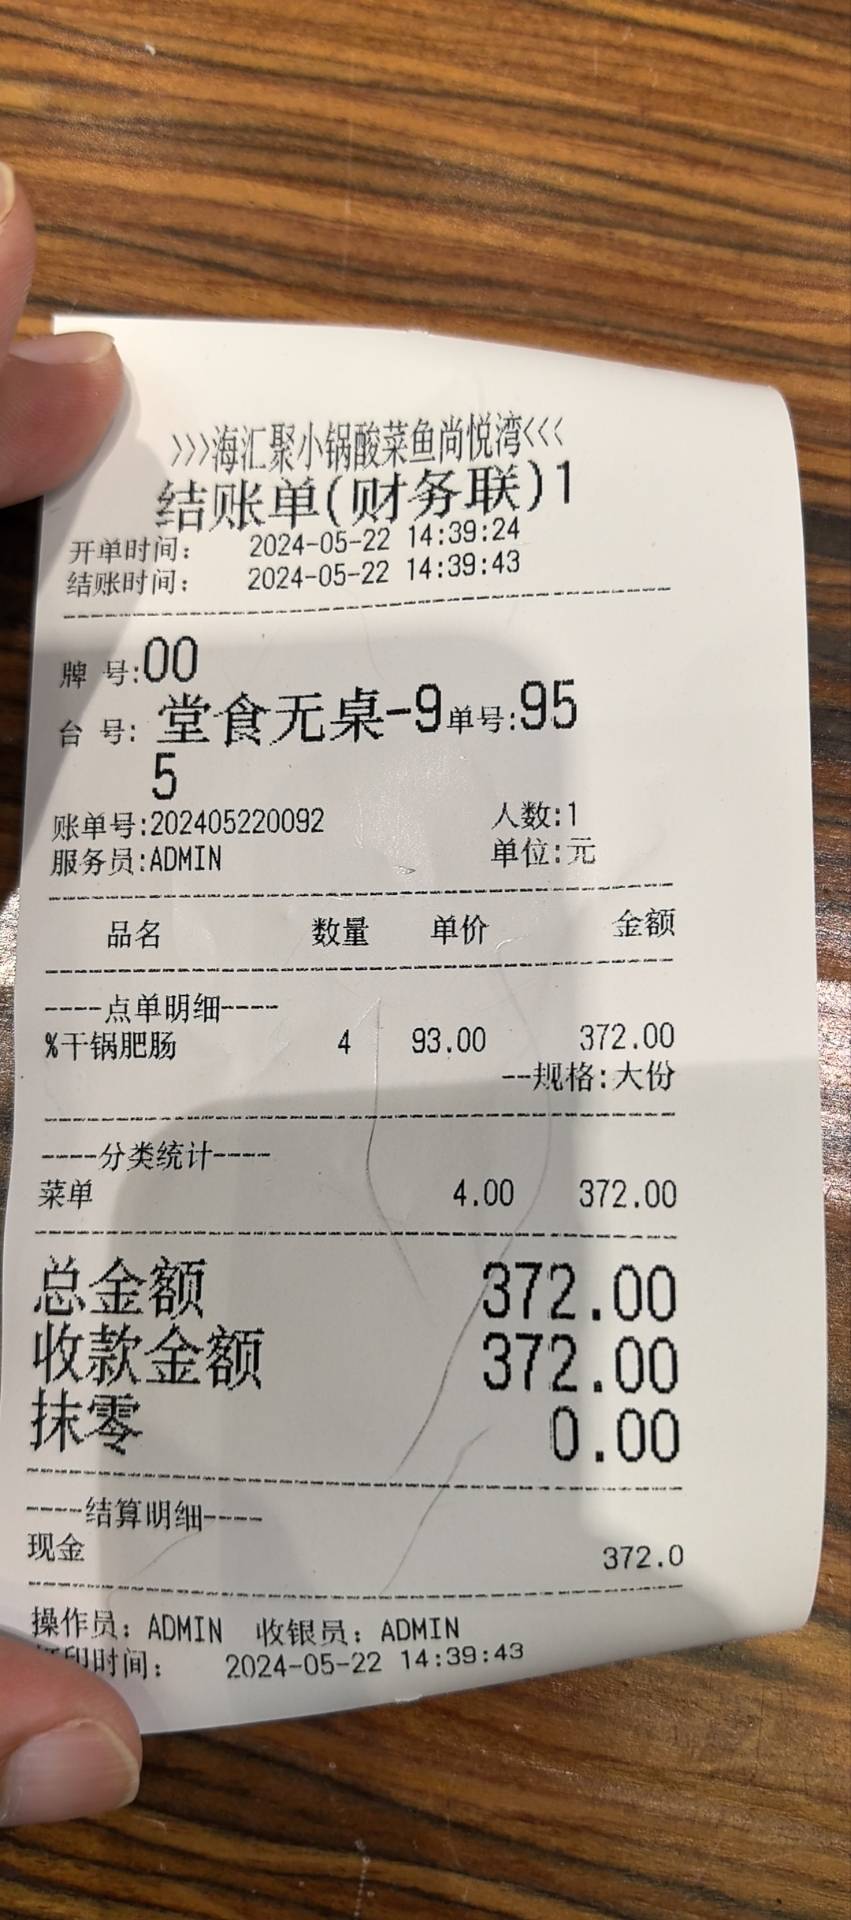 >>>海汇聚小锅酸菜鱼尚悦湾<<<
结账单(财务联)1
开单时间: 2024-05-22 14:39:24
结账时间: 2024-05-22 14:39:43
牌 号:00
台 号: 堂食无桌-9 单号:95
5
账单号:202405220092 人数:1
服务员:ADMIN 单位:元
品名 数量 单价 金额
----点单明细----
%干锅肥肠 4 93.00 372.00
--规格:大份
----分类统计----
菜单 4.00 372.00
总金额 372.00
收款金额 372.00
抹零 0.00
----结算明细----
现金 372.0
操作员: ADMIN 收银员: ADMIN
打印时间: 2024-05-22 14:39:43